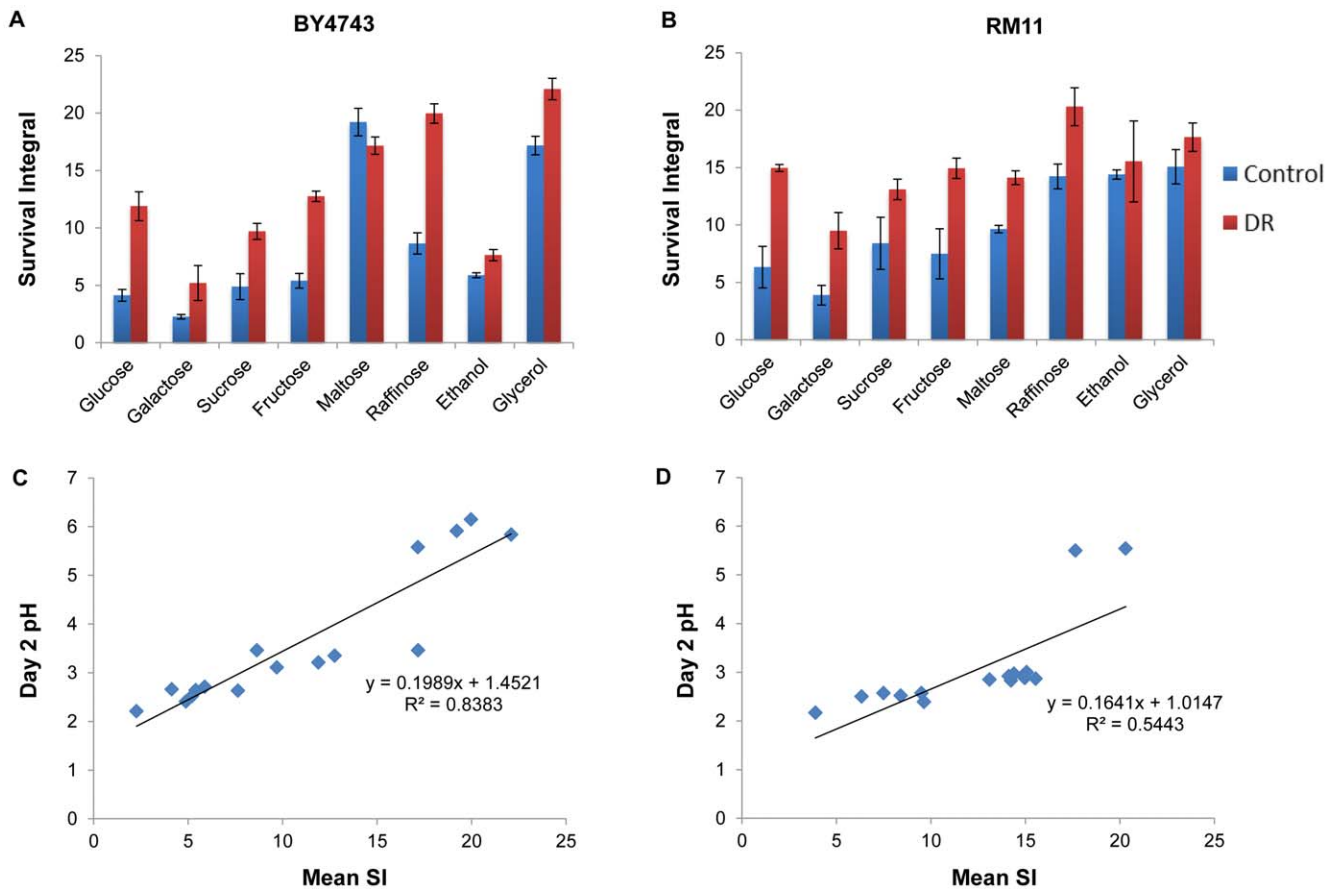 A
BY4743
Survival Integral
25
20
15
10
5
0
Glucose
Galactose
Sucrose
Fructose
Maltose
Raffinose
Ethanol
Glycerol
B
RM11
Survival Integral
25
20
15
10
5
0
Glucose
Galactose
Sucrose
Fructose
Maltose
Raffinose
Ethanol
Glycerol
Control
DR
C
Day 2 pH
7
6
5
4
3
2
1
0
y = 0.1989x + 1.4521
R² = 0.8383
0 5 10 15 20 25
Mean SI
D
Day 2 pH
7
6
5
4
3
2
1
0
y = 0.1641x + 1.0147
R² = 0.5443
0 5 10 15 20 25
Mean SI